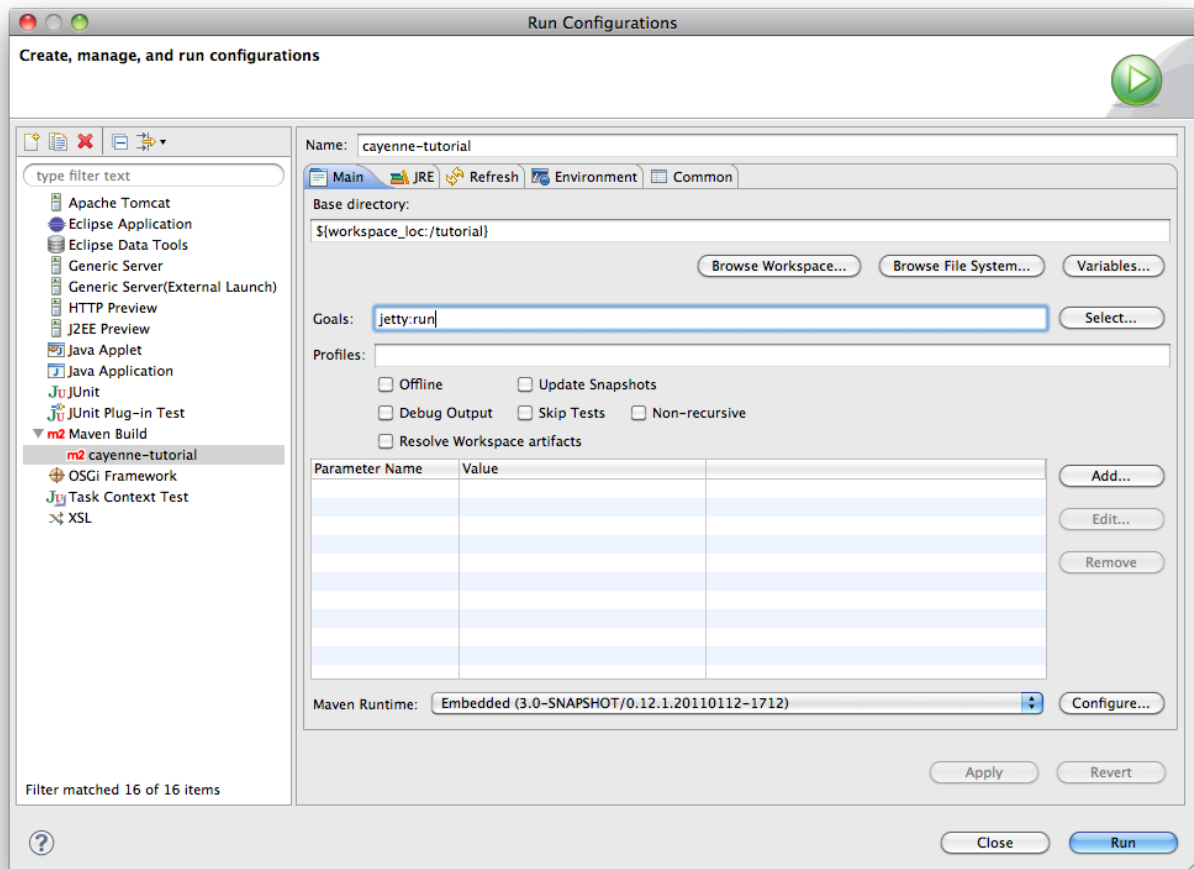 Run Configurations
Create, manage, and run configurations
type filter text
Apache Tomcat
Eclipse Application
Eclipse Data Tools
Generic Server
Generic Server(External Launch)
HTTP Preview
J2EE Preview
Java Applet
Java Application
Ju JUnit
Ju JUnit Plug-in Test
m2 Maven Build
m2 cayenne-tutorial
OSGi Framework
Ju Task Context Test
XSL
Filter matched 16 of 16 items
Name: cayenne-tutorial
Main JRE Refresh Environment Common
Base directory:
${workspace_loc:/tutorial}
Browse Workspace... Browse File System... Variables...
Goals: jetty:run Select...
Profiles:
Offline Update Snapshots
Debug Output Skip Tests Non-recursive
Resolve Workspace artifacts
Parameter Name Value
Add...
Edit...
Remove
Maven Runtime: Embedded (3.0-SNAPSHOT/0.12.1.20110112-1712) Configure...
Apply Revert
? Close Run